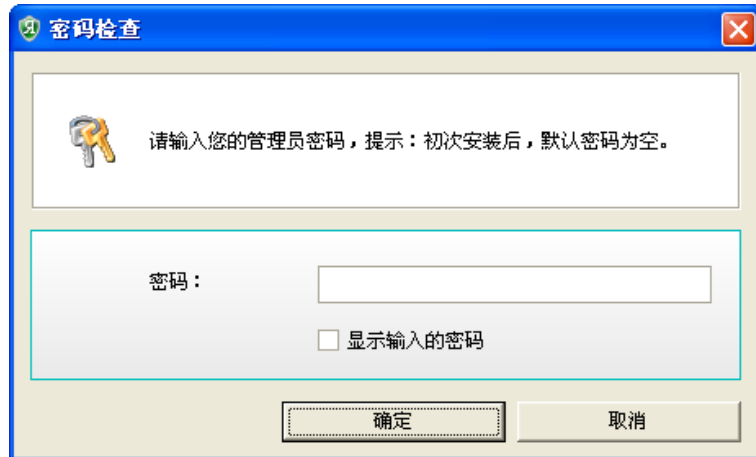 密码检查
请输入您的管理员密码，提示：初次安装后，默认密码为空。
密码：
显示输入的密码
确定
取消